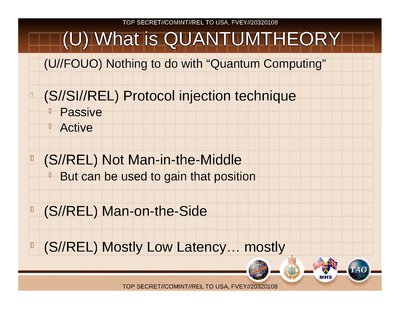 TOP SECRET//COMINT//REL TO USA, FVEY//20320108
(U) What is QUANTUMTHEORY
(U//FOUO) Nothing to do with “Quantum Computing”
(S//SI//REL) Protocol injection technique
Passive
Active
(S//REL) Not Man-in-the-Middle
But can be used to gain that position
(S//REL) Man-on-the-Side
(S//REL) Mostly Low Latency… mostly
MHS
TAO
TOP SECRET//COMINT//REL TO USA, FVEY//20320108